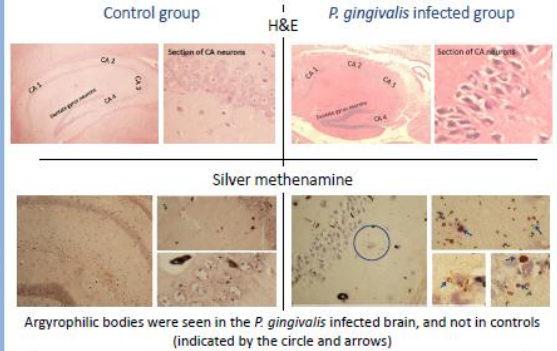 Control group
P. gingivalis infected group
H&E
CA 1
CA 2
CA 3
CA 4
Dentate gyrus neurons
Section of CA neurons
CA 1
CA 2
CA 3
CA 4
Dentate gyrus neurons
Section of CA neurons
Silver methenamine
Argyrophilic bodies were seen in the P. gingivalis infected brain, and not in controls
(indicated by the circle and arrows)